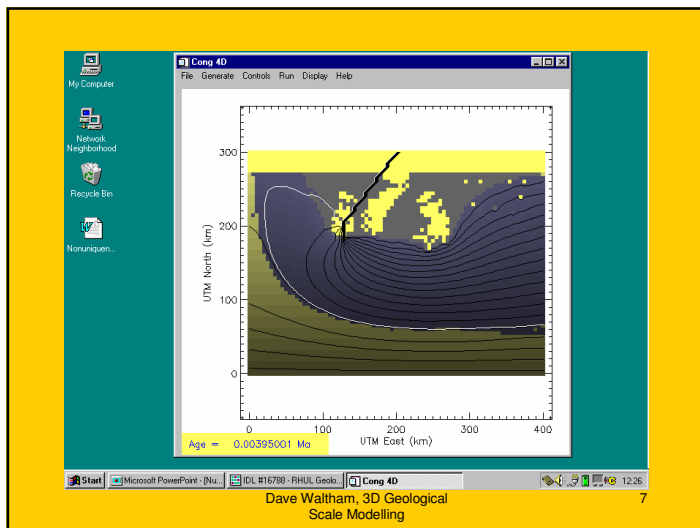 Cong 4D
File Generate Controls Run Display Help
My Computer
Network
Neighborhood
Recycle Bin
Nonuniquen...
300
200
100
0
UTM North (km)
0 100 200 300 400
UTM East (km)
Age = 0.00395001 Ma
Start Microsoft PowerPoint - [Nu... IDL #16788 - RHUL Geolo... Cong 4D 12:26
Dave Waltham, 3D Geological
Scale Modelling
7